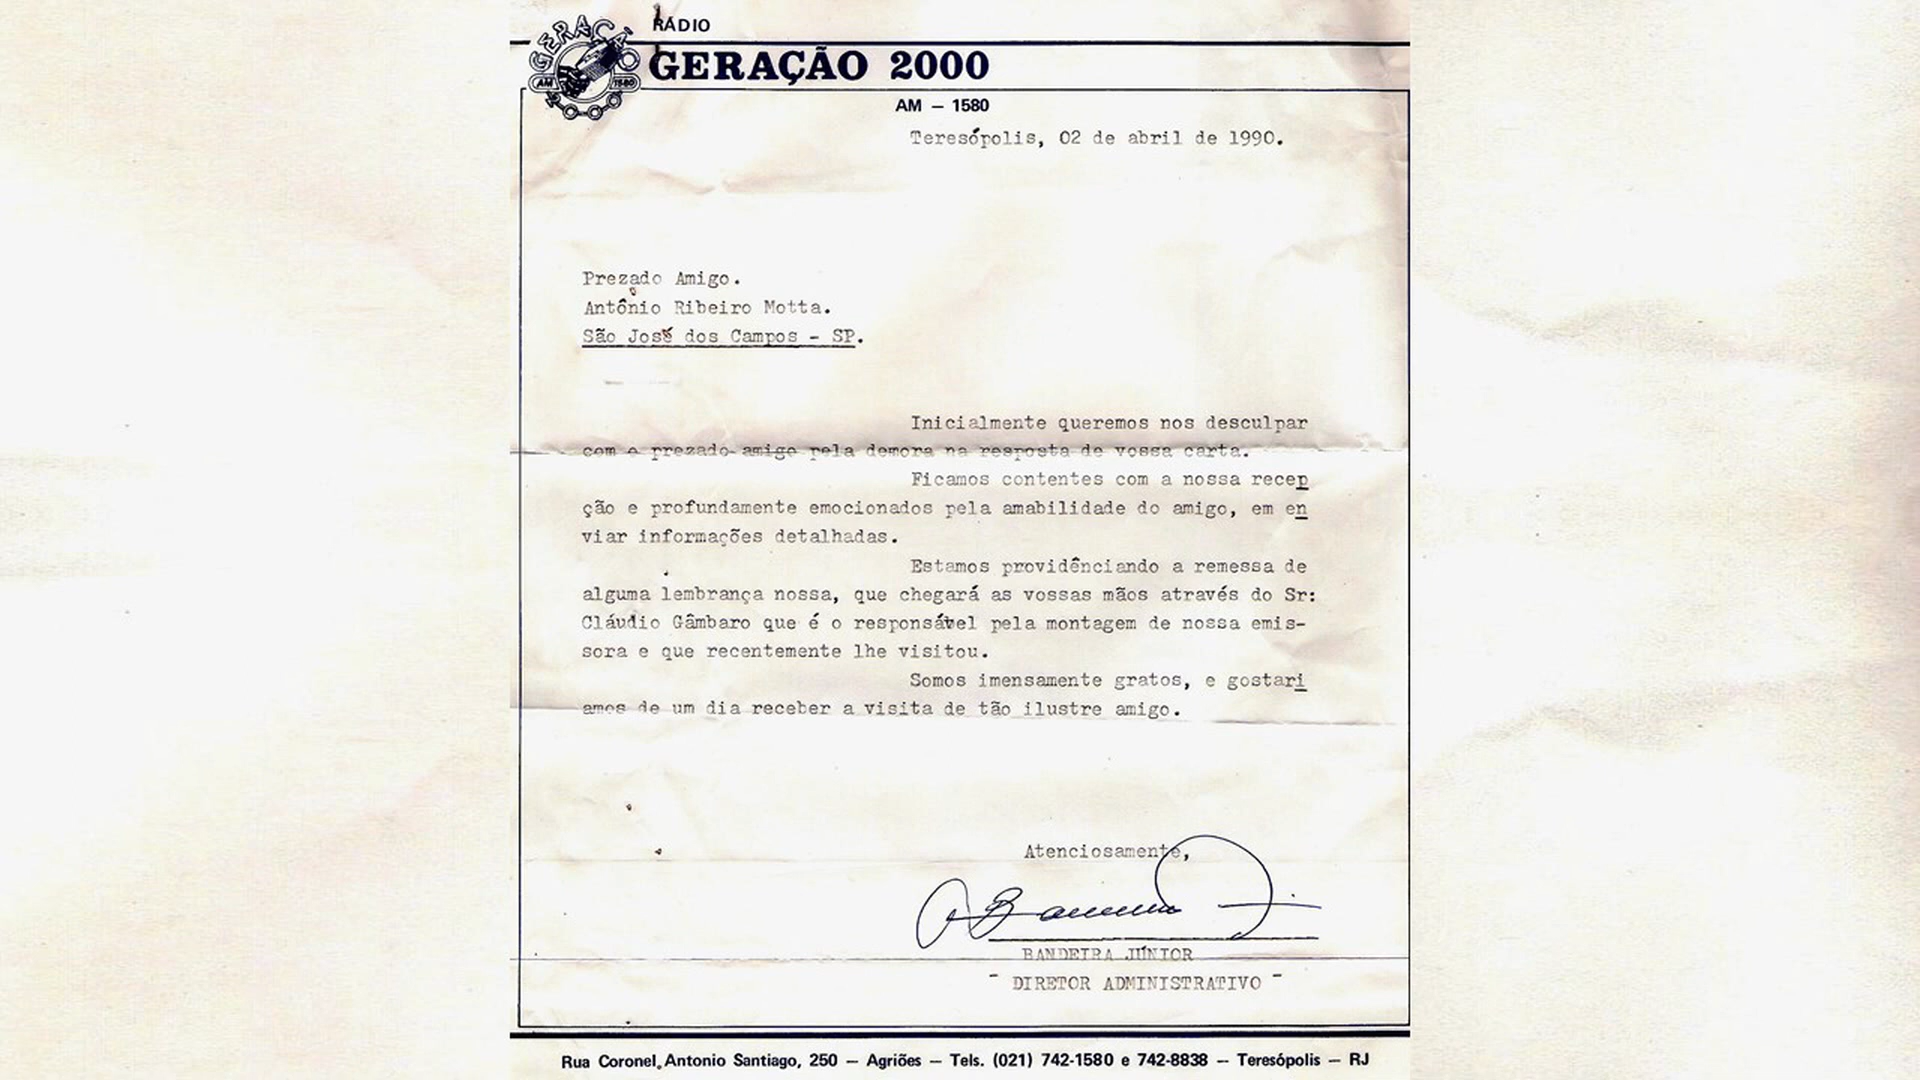 RÁDIO
GERAÇÃO 2000
GERAÇÃO
AM 1580
AM — 1580
Teresópolis, 02 de abril de 1990.
Prezado Amigo.
Antônio Ribeiro Motta.
São José dos Campos - SP.
Inicialmente queremos nos desculpar
com o prezado amigo pela demora na resposta de vossa carta.
Ficamos contentes com a nossa recep
ção e profundamente emocionados pela amabilidade do amigo, em en
viar informações detalhadas.
Estamos providênciando a remessa de
alguma lembrança nossa, que chegará as vossas mãos através do Sr:
Cláudio Gâmbaro que é o responsável pela montagem de nossa emis-
sora e que recentemente lhe visitou.
Somos imensamente gratos, e gostari
amos de um dia receber a visita de tão ilustre amigo.
Atenciosamente,
BANDEIRA JÚNIOR
- DIRETOR ADMINISTRATIVO -
Rua Coronel Antonio Santiago, 250 — Agriões — Tels. (021) 742-1580 e 742-8838 — Teresópolis — RJ